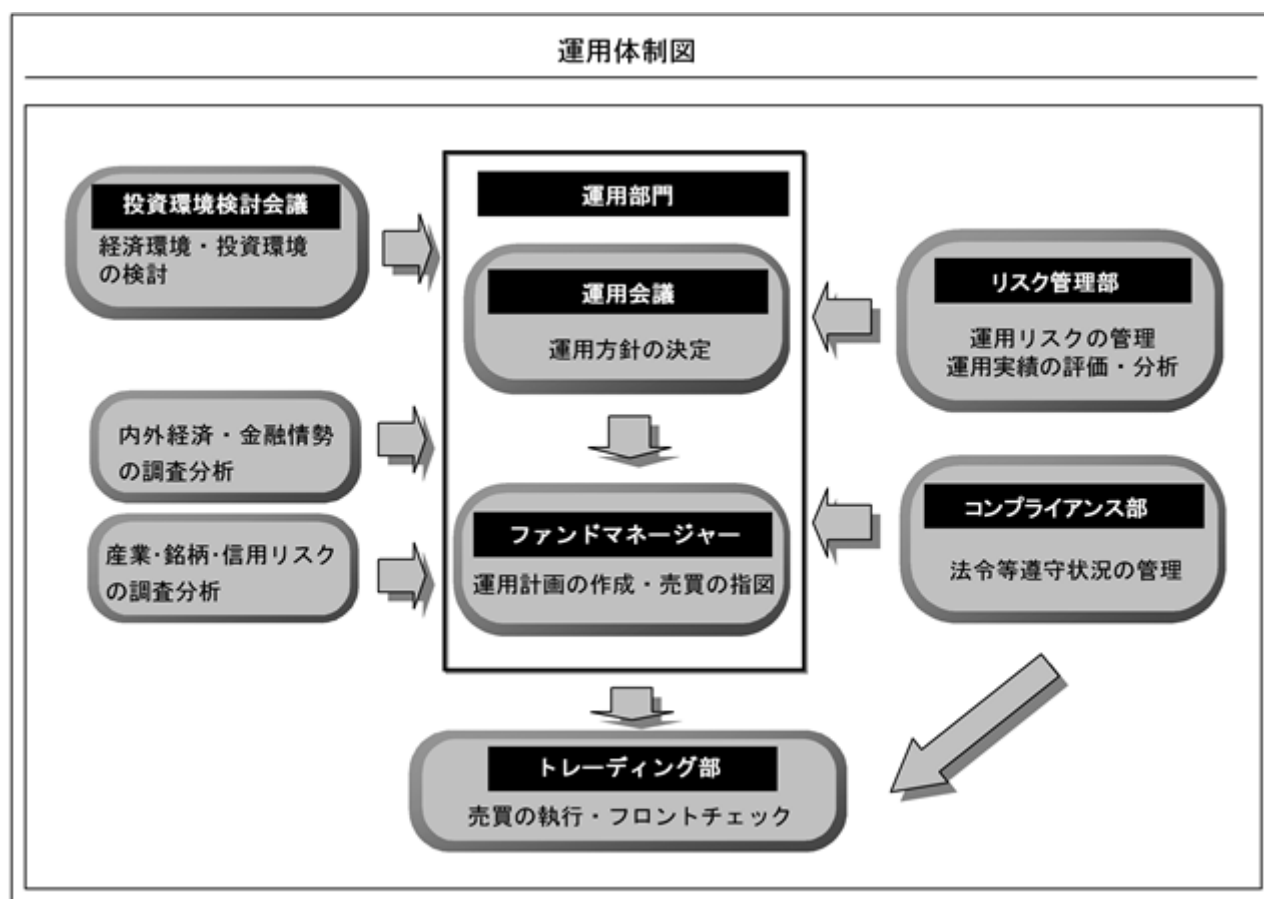 運用体制図
投資環境検討会議
経済環境・投資環境
の検討
内外経済・金融情勢
の調査分析
産業・銘柄・信用リスク
の調査分析
運用部門
運用会議
運用方針の決定
ファンドマネージャー
運用計画の作成・売買の指図
リスク管理部
運用リスクの管理
運用実績の評価・分析
コンプライアンス部
法令等遵守状況の管理
トレーディング部
売買の執行・フロントチェック